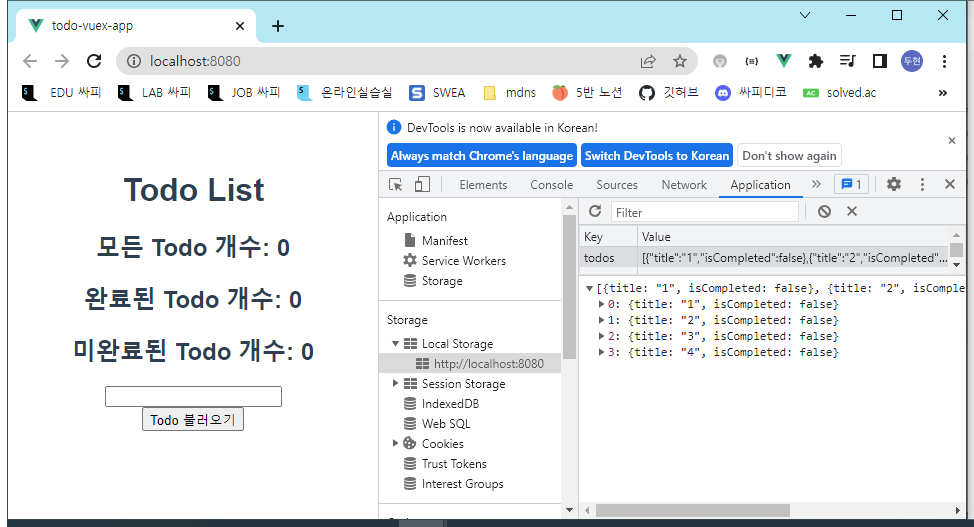 todo-vuex-app
localhost:8080
두현
EDU 싸피 LAB 싸피 JOB 싸피 온라인실습실 SWEA mdns 5반 노션 깃허브 싸피디코 solved.ac »
DevTools is now available in Korean!
Always match Chrome's language Switch DevTools to Korean Don't show again
Elements Console Sources Network Application » 1
Todo List
모든 Todo 개수: 0
완료된 Todo 개수: 0
미완료된 Todo 개수: 0
Todo 불러오기
Application
Manifest
Service Workers
Storage
Storage
Local Storage
http://localhost:8080
Session Storage
IndexedDB
Web SQL
Cookies
Trust Tokens
Interest Groups
Filter
Key Value
todos [{"title":"1","isCompleted":false},{"title":"2","isCompleted"...
[{title: "1", isCompleted: false}, {title: "2", isComple
0: {title: "1", isCompleted: false}
1: {title: "2", isCompleted: false}
2: {title: "3", isCompleted: false}
3: {title: "4", isCompleted: false}